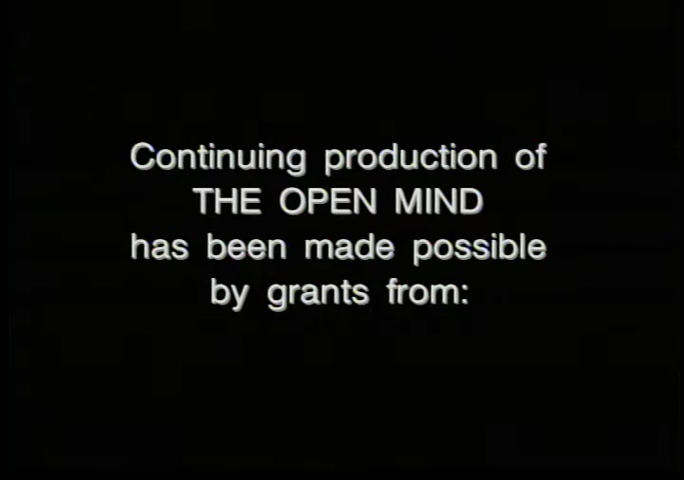 Continuing production of
THE OPEN MIND
has been made possible
by grants from: